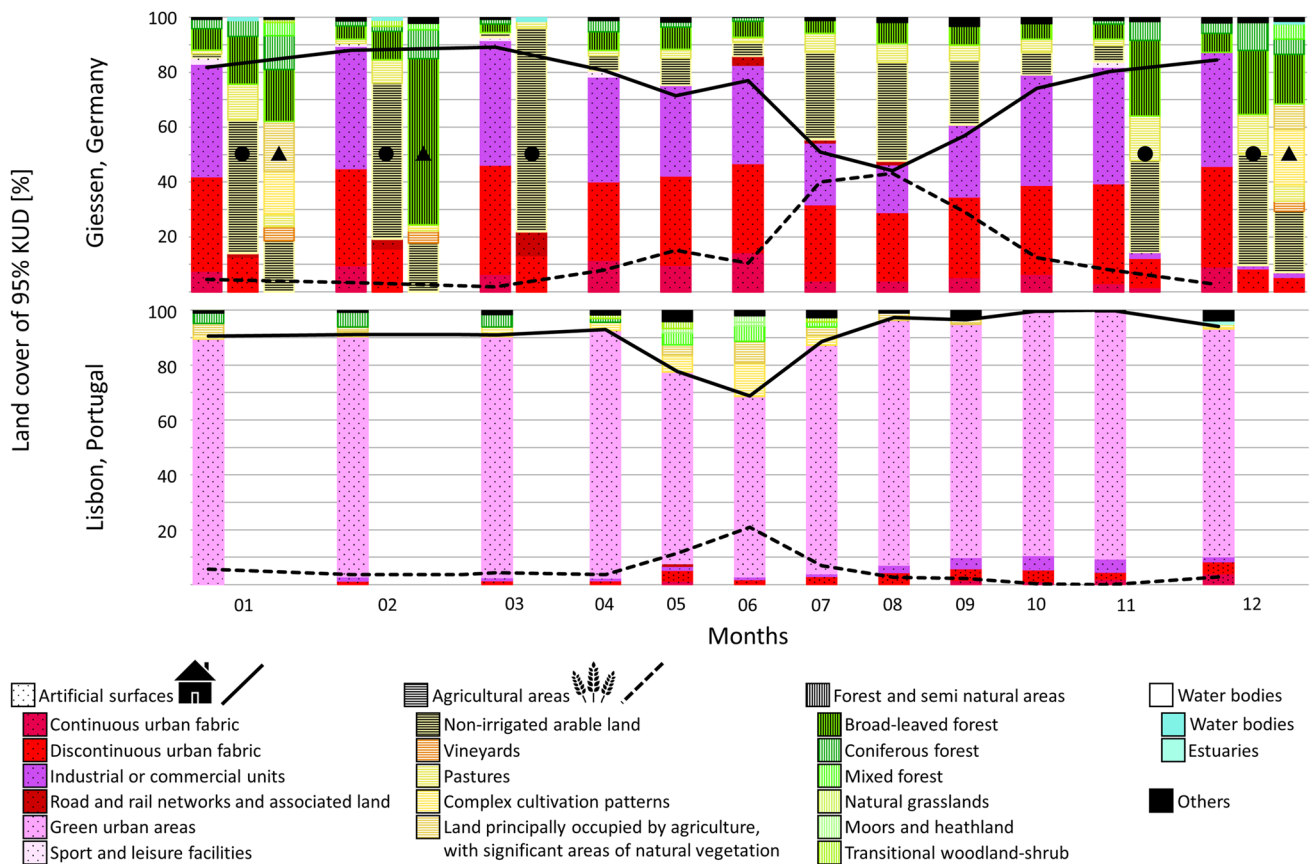 Land cover of 95% KUD [%]
Giessen, Germany
100
80
60
40
20
Lisbon, Portugal
100
80
60
40
20
01 02 03 04 05 06 07 08 09 10 11 12
Months
Artificial surfaces
Continuous urban fabric
Discontinuous urban fabric
Industrial or commercial units
Road and rail networks and associated land
Green urban areas
Sport and leisure facilities
Agricultural areas
Non-irrigated arable land
Vineyards
Pastures
Complex cultivation patterns
Land principally occupied by agriculture,
with significant areas of natural vegetation
Forest and semi natural areas
Broad-leaved forest
Coniferous forest
Mixed forest
Natural grasslands
Moors and heathland
Transitional woodland-shrub
Water bodies
Water bodies
Estuaries
Others